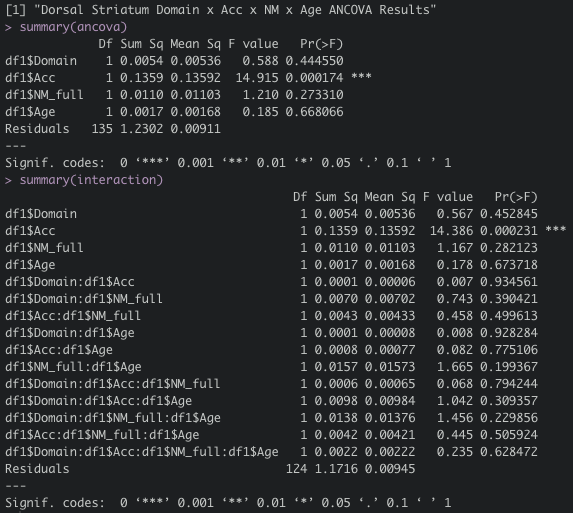 [1] "Dorsal Striatum Domain x Acc x NM x Age ANCOVA Results"
> summary(ancova)
             Df Sum Sq Mean Sq F value   Pr(>F)
df1$Domain    1 0.0054 0.00536   0.588 0.444550
df1$Acc       1 0.1359 0.13592  14.915 0.000174 ***
df1$NM_full   1 0.0110 0.01103   1.210 0.273310
df1$Age       1 0.0017 0.00168   0.185 0.668066
Residuals   135 1.2302 0.00911
---
Signif. codes:  0 ‘***’ 0.001 ‘**’ 0.01 ‘*’ 0.05 ‘.’ 0.1 ‘ ’ 1
> summary(interaction)
                                         Df Sum Sq Mean Sq F value   Pr(>F)
df1$Domain                                1 0.0054 0.00536   0.567 0.452845
df1$Acc                                   1 0.1359 0.13592  14.386 0.000231 ***
df1$NM_full                               1 0.0110 0.01103   1.167 0.282123
df1$Age                                   1 0.0017 0.00168   0.178 0.673718
df1$Domain:df1$Acc                        1 0.0001 0.00006   0.007 0.934561
df1$Domain:df1$NM_full                    1 0.0070 0.00702   0.743 0.390421
df1$Acc:df1$NM_full                       1 0.0043 0.00433   0.458 0.499613
df1$Domain:df1$Age                        1 0.0001 0.00008   0.008 0.928284
df1$Acc:df1$Age                           1 0.0008 0.00077   0.082 0.775106
df1$NM_full:df1$Age                       1 0.0157 0.01573   1.665 0.199367
df1$Domain:df1$Acc:df1$NM_full            1 0.0006 0.00065   0.068 0.794244
df1$Domain:df1$Acc:df1$Age                1 0.0098 0.00984   1.042 0.309357
df1$Domain:df1$NM_full:df1$Age            1 0.0138 0.01376   1.456 0.229856
df1$Acc:df1$NM_full:df1$Age               1 0.0042 0.00421   0.445 0.505924
df1$Domain:df1$Acc:df1$NM_full:df1$Age    1 0.0022 0.00222   0.235 0.628472
Residuals                               124 1.1716 0.00945
---
Signif. codes:  0 ‘***’ 0.001 ‘**’ 0.01 ‘*’ 0.05 ‘.’ 0.1 ‘ ’ 1